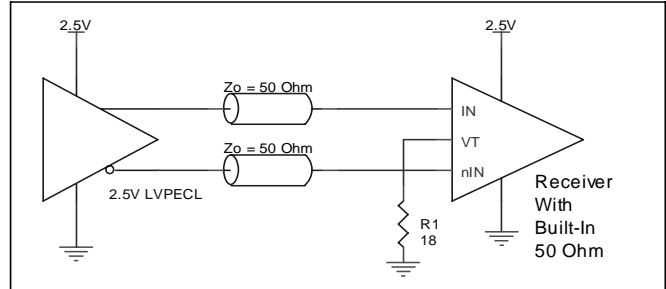 2.5V
2.5V
Zo = 50 Ohm
IN
VT
Zo = 50 Ohm
nIN
2.5V LVPECL
R1
18
Receiver
With
Built-In
50 Ohm